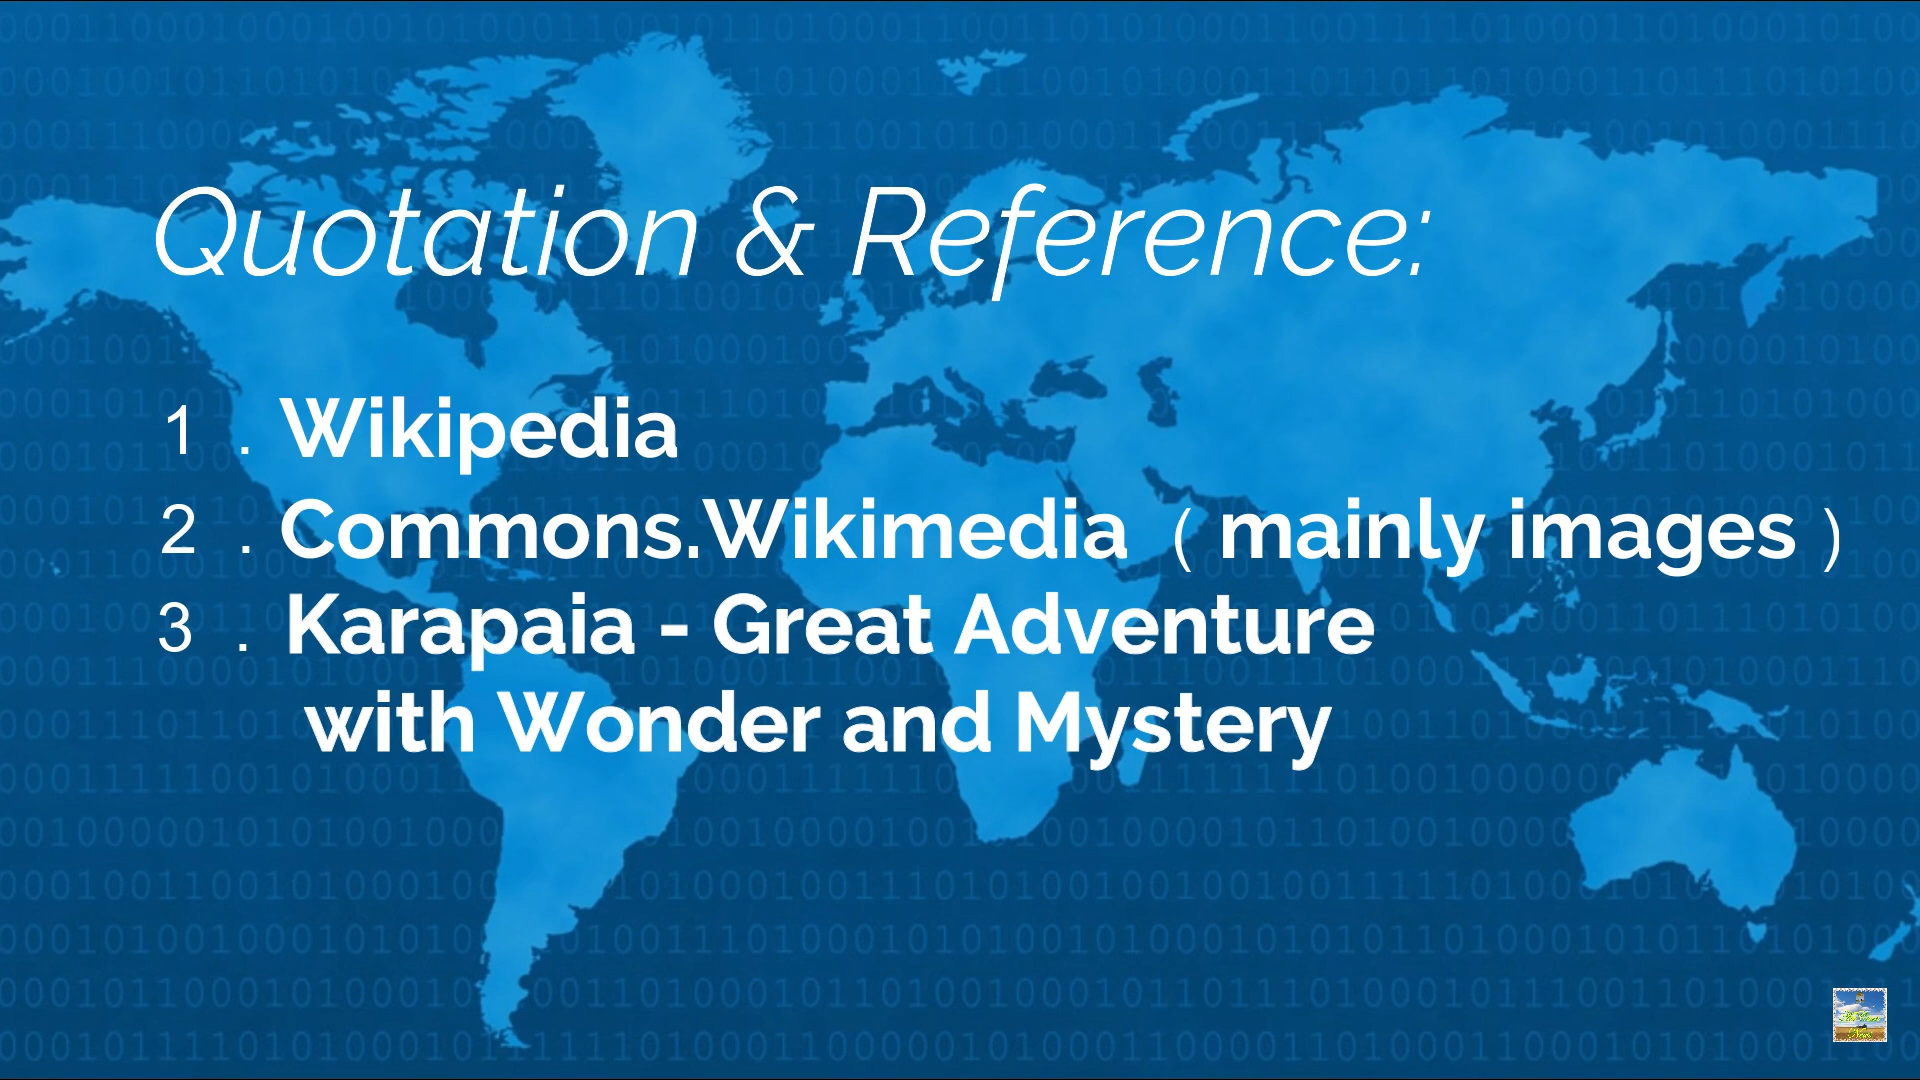 Quotation & Reference:
1 . Wikipedia
2 . Commons.Wikimedia ( mainly images )
3 . Karapaia - Great Adventure
with Wonder and Mystery